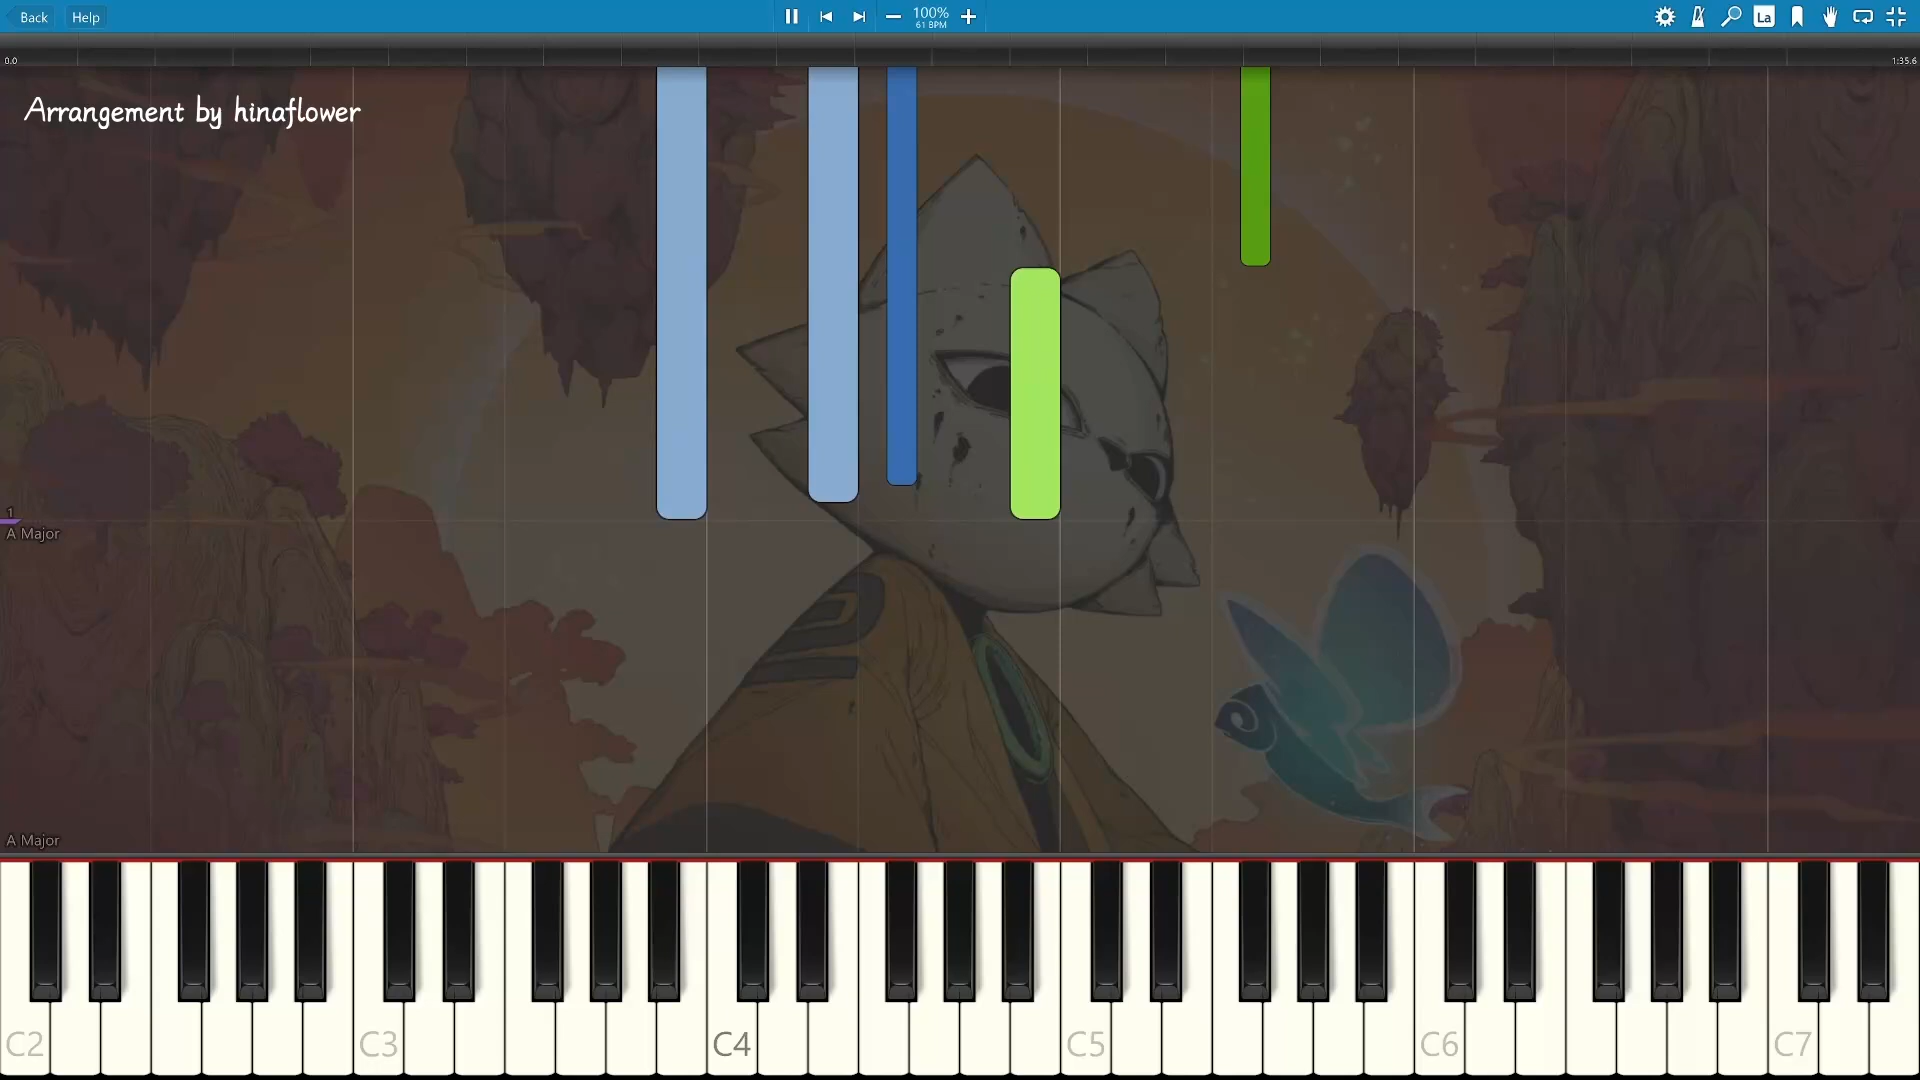 Back
Help
100%
61 BPM
La
0.0
1:35.6
Arrangement by hinaflower
1
A Major
A Major
C2
C3
C4
C5
C6
C7